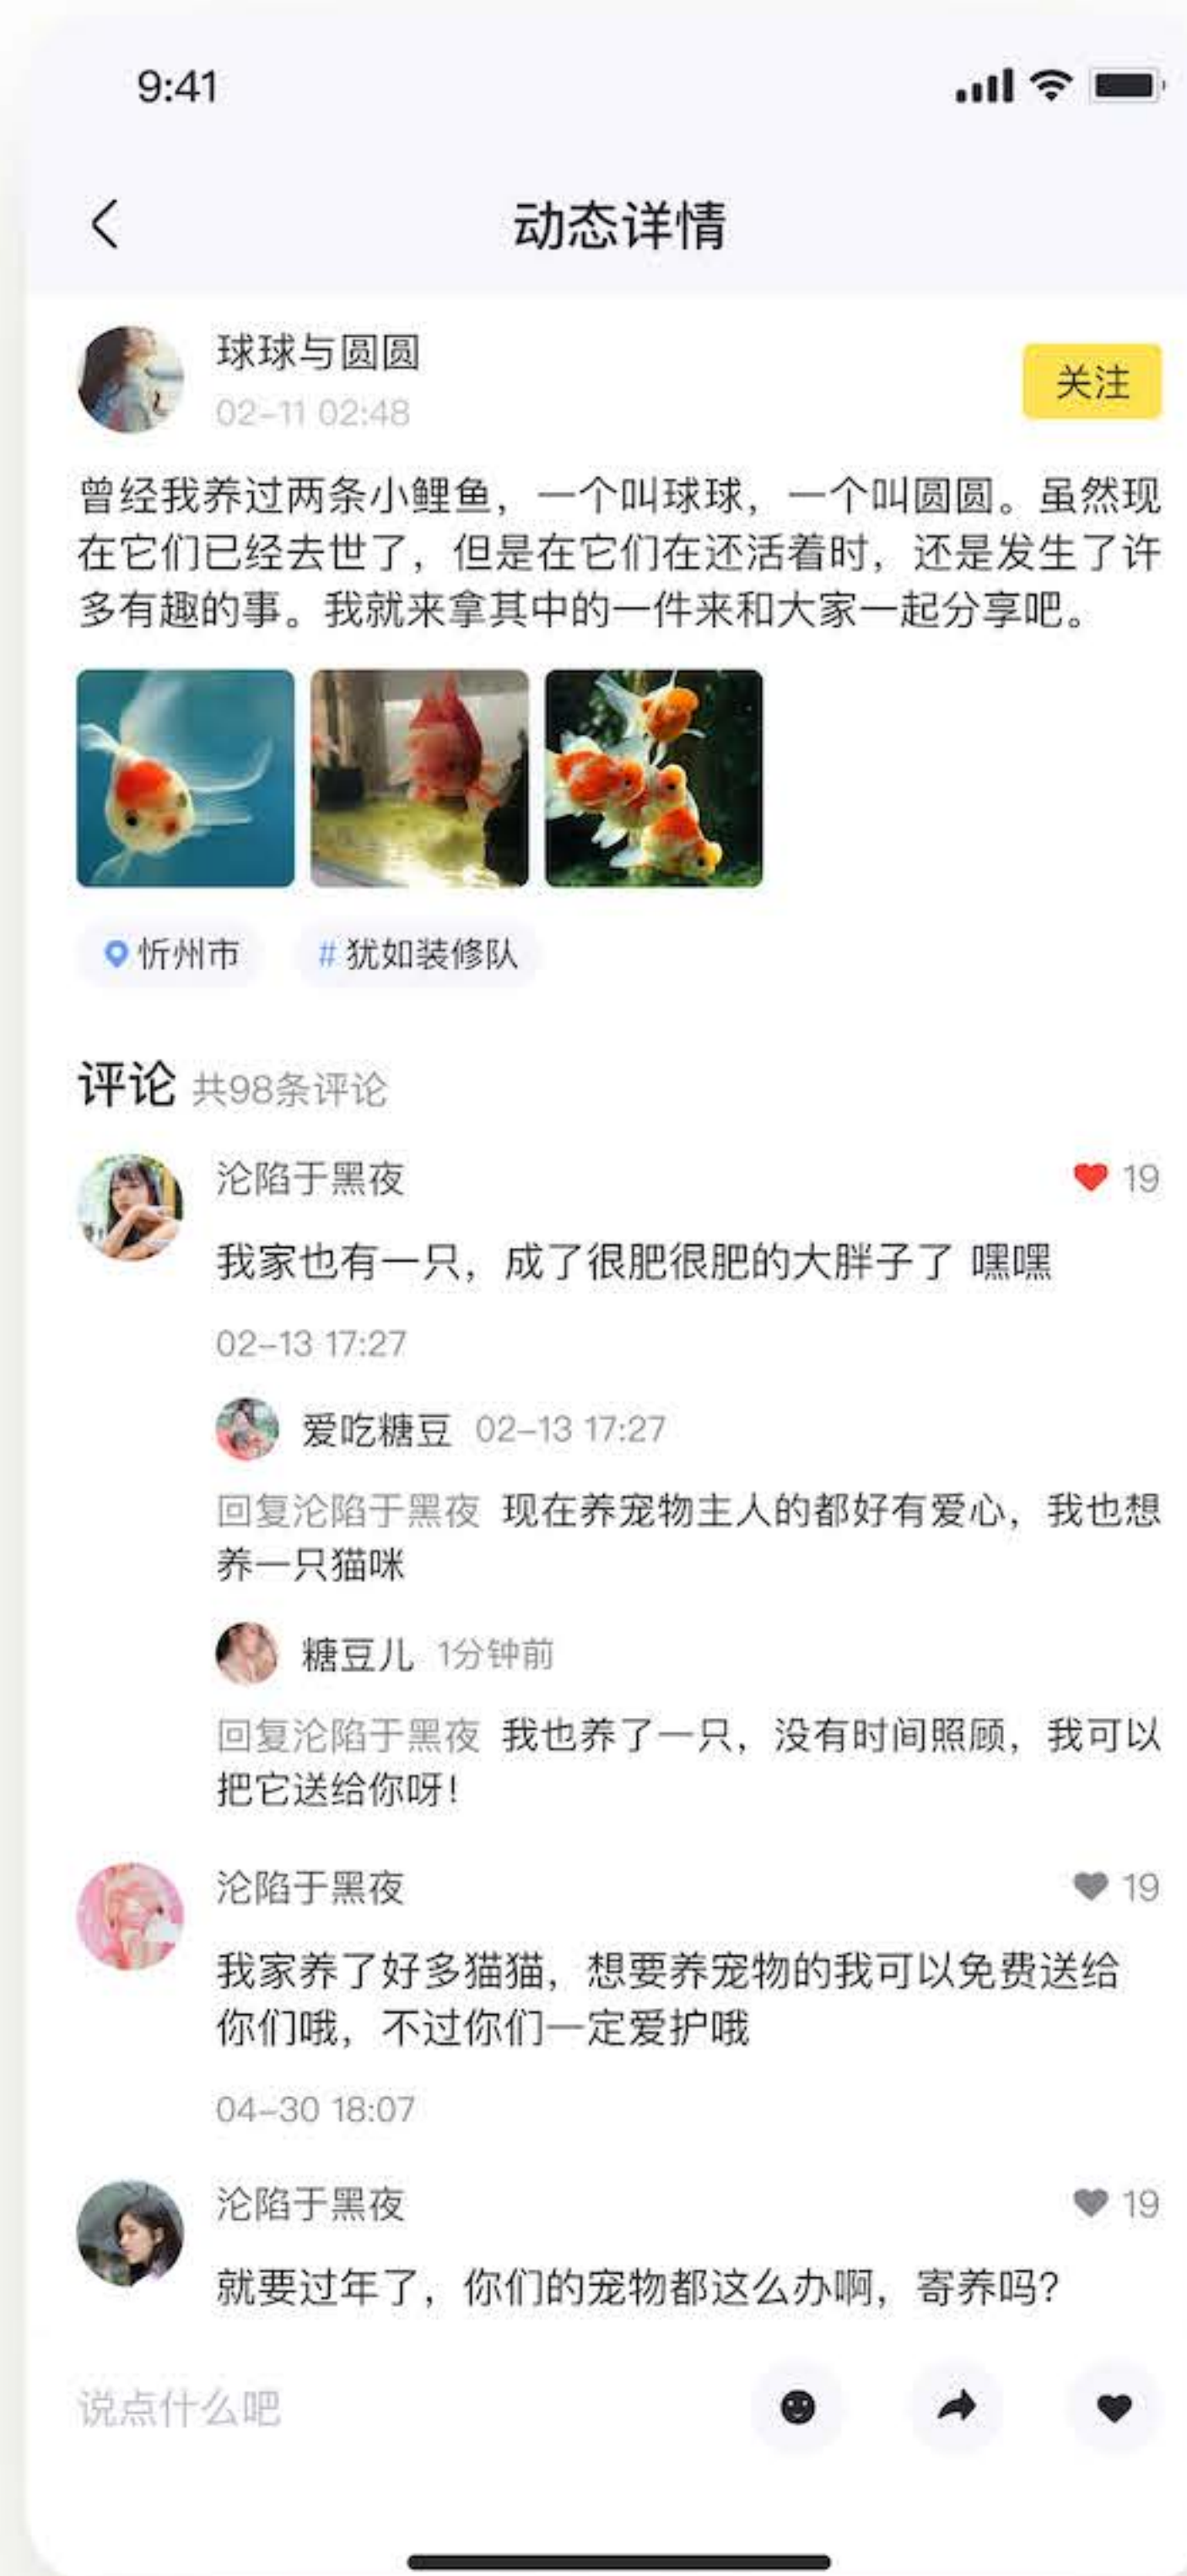 9:41
动态详情
球球与圆圆
02-11 02:48
关注
曾经我养过两条小鲤鱼，一个叫球球，一个叫圆圆。虽然现
在它们已经去世了，但是在它们在还活着时，还是发生了许
多有趣的事。我就来拿其中的一件来和大家一起分享吧。
忻州市
# 犹如装修队
评论 共98条评论
沦陷于黑夜
19
我家也有一只，成了很肥很肥的大胖子了 嘿嘿
02-13 17:27
爱吃糖豆 02-13 17:27
回复沦陷于黑夜 现在养宠物主人的都好有爱心，我也想
养一只猫咪
糖豆儿 1分钟前
回复沦陷于黑夜 我也养了一只，没有时间照顾，我可以
把它送给你呀！
沦陷于黑夜
19
我家养了好多猫猫，想要养宠物的我可以免费送给
你们哦，不过你们一定爱护哦
04-30 18:07
沦陷于黑夜
19
就要过年了，你们的宠物都这么办啊，寄养吗？
说点什么吧